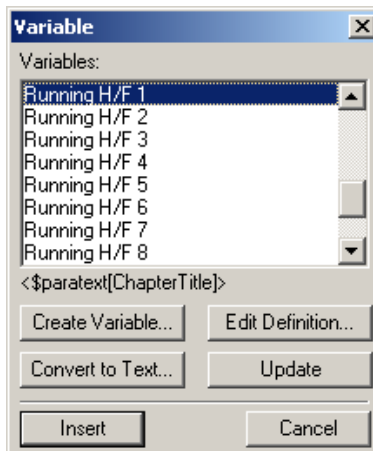 Variable
Variables:
Running H/F 1
Running H/F 2
Running H/F 3
Running H/F 4
Running H/F 5
Running H/F 6
Running H/F 7
Running H/F 8
<$paratext[ChapterTitle]>
Create Variable... Edit Definition...
Convert to Text... Update
Insert Cancel